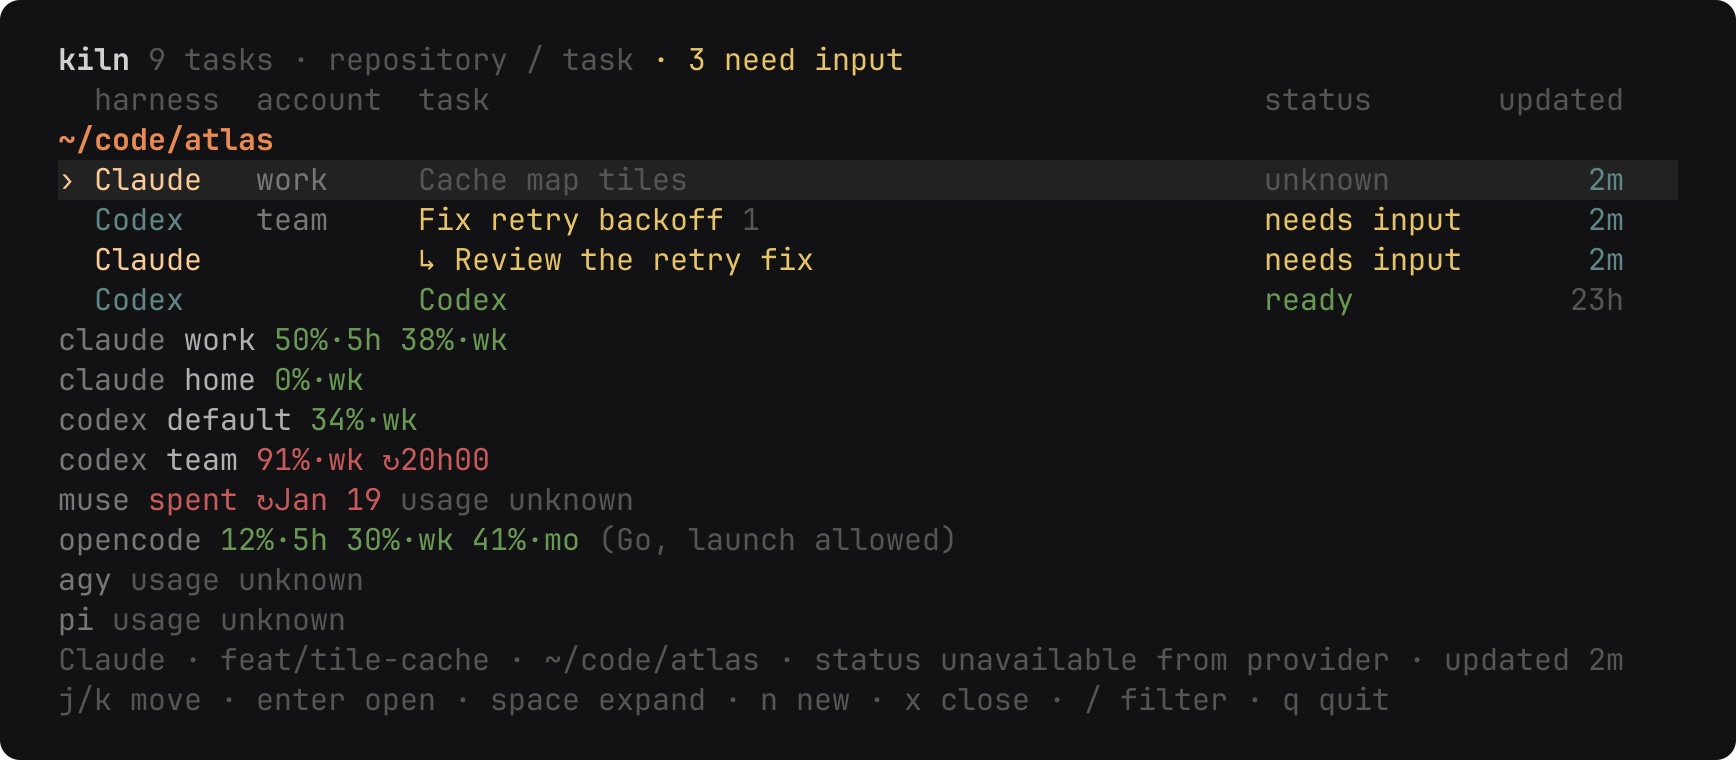 kiln 9 tasks · repository / task · 3 need input
harness account task status updated
~/code/atlas
› Claude work Cache map tiles unknown 2m
Codex team Fix retry backoff 1 needs input 2m
Claude ↳ Review the retry fix needs input 2m
Codex Codex ready 23h
claude work 50%·5h 38%·wk
claude home 0%·wk
codex default 34%·wk
codex team 91%·wk ↻20h00
muse spent ↻Jan 19 usage unknown
opencode 12%·5h 30%·wk 41%·mo (Go, launch allowed)
agy usage unknown
pi usage unknown
Claude · feat/tile-cache · ~/code/atlas · status unavailable from provider · updated 2m
j/k move · enter open · space expand · n new · x close · / filter · q quit